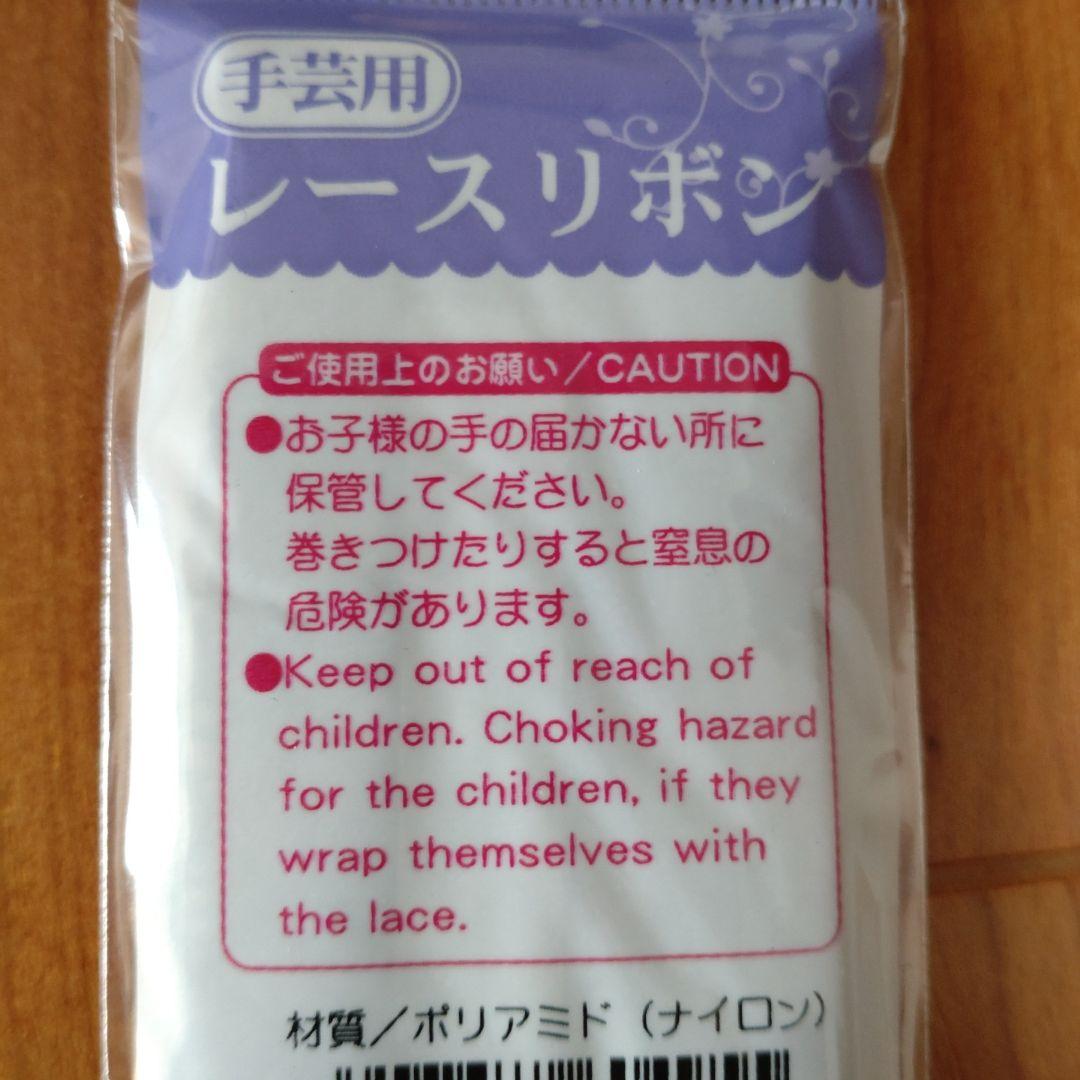 手芸用
レースリボン
ご使用上のお願い/CAUTION
●お子様の手の届かない所に
保管してください。
巻きつけたりすると窒息の
危険があります。
●Keep out of reach of
children. Choking hazard
for the children, if they
wrap themselves with
the lace.
材質/ポリアミド(ナイロン)